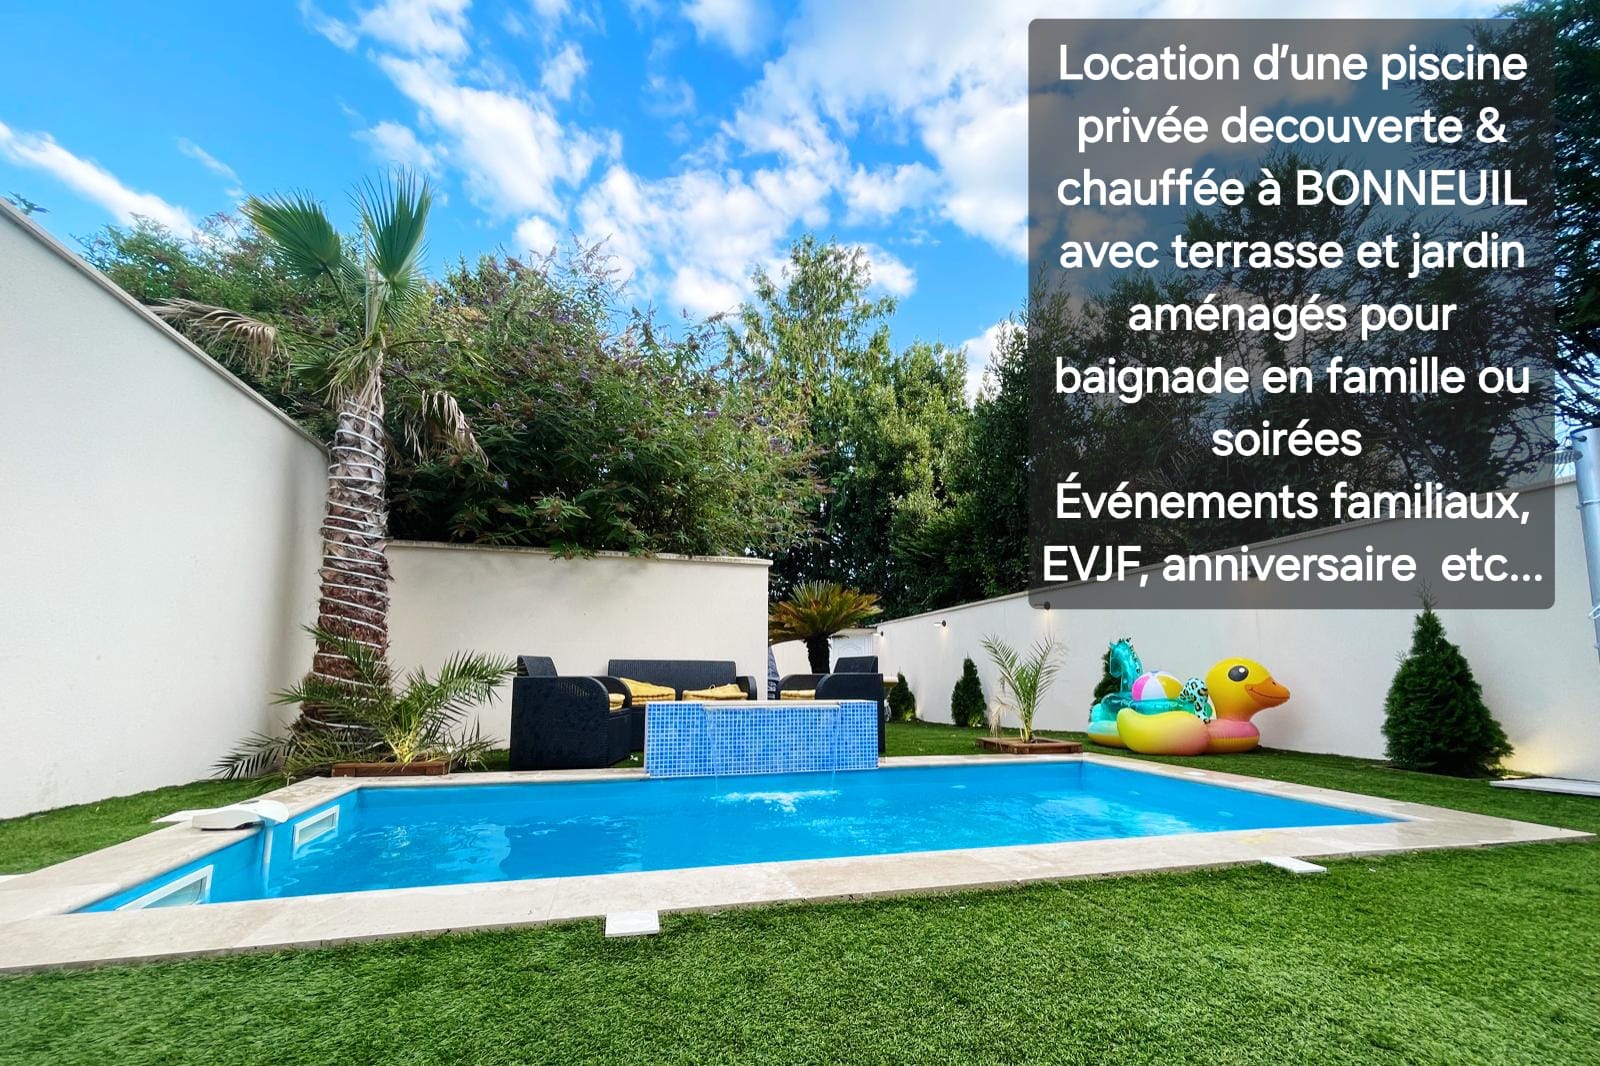 Location d’une piscine
privée decouverte &
chauffée à BONNEUIL
avec terrasse et jardin
aménagés pour
baignade en famille ou
soirées
Événements familiaux,
EVJF, anniversaire  etc...